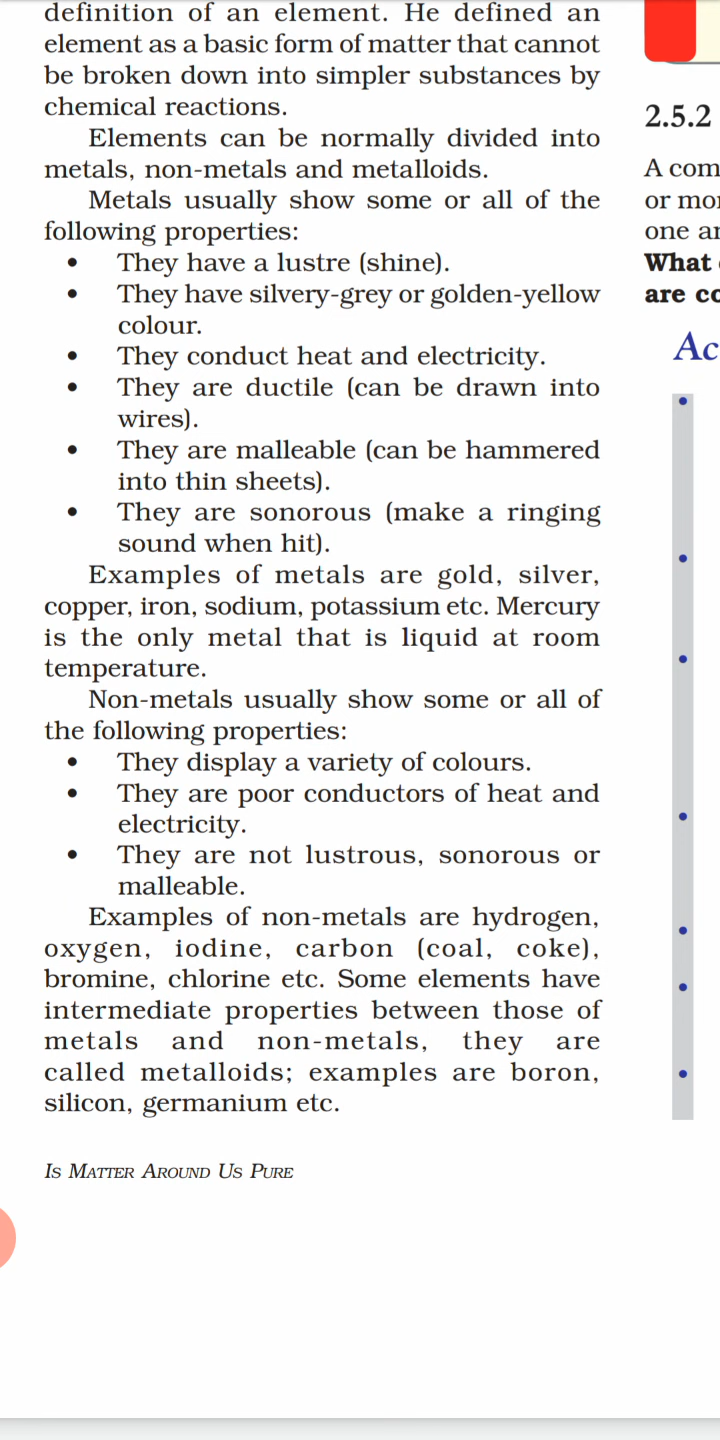 definition of an element. He defined an
element as a basic form of matter that cannot
be broken down into simpler substances by
chemical reactions.
Elements can be normally divided into
metals, non-metals and metalloids.
Metals usually show some or all of the
following properties:
• They have a lustre (shine).
• They have silvery-grey or golden-yellow
colour.
• They conduct heat and electricity.
• They are ductile (can be drawn into
wires).
• They are malleable (can be hammered
into thin sheets).
• They are sonorous (make a ringing
sound when hit).
Examples of metals are gold, silver,
copper, iron, sodium, potassium etc. Mercury
is the only metal that is liquid at room
temperature.
Non-metals usually show some or all of
the following properties:
• They display a variety of colours.
• They are poor conductors of heat and
electricity.
• They are not lustrous, sonorous or
malleable.
Examples of non-metals are hydrogen,
oxygen, iodine, carbon (coal, coke),
bromine, chlorine etc. Some elements have
intermediate properties between those of
metals and non-metals, they are
called metalloids; examples are boron,
silicon, germanium etc.
IS MATTER AROUND US PURE
2.5.2
A com
or
one
What
are